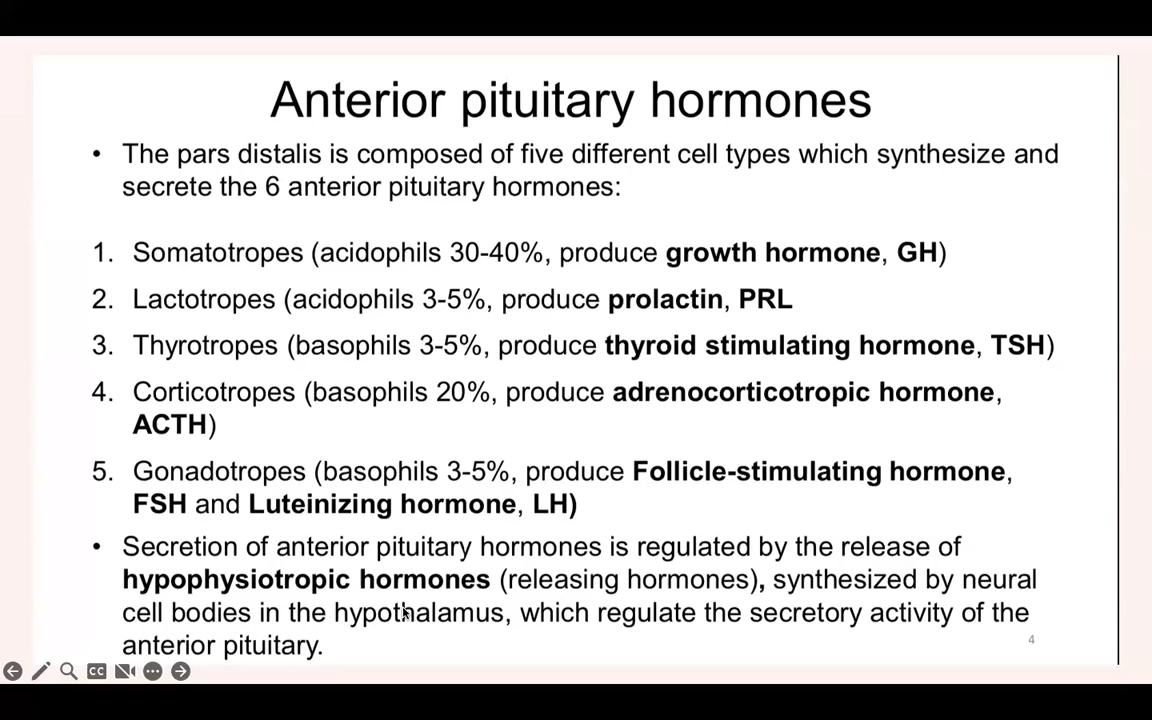 Anterior pituitary hormones
• The pars distalis is composed of five different cell types which synthesize and
secrete the 6 anterior pituitary hormones:
1. Somatotropes (acidophils 30-40%, produce growth hormone, GH)
2. Lactotropes (acidophils 3-5%, produce prolactin, PRL
3. Thyrotropes (basophils 3-5%, produce thyroid stimulating hormone, TSH)
4. Corticotropes (basophils 20%, produce adrenocorticotropic hormone,
ACTH)
5. Gonadotropes (basophils 3-5%, produce Follicle-stimulating hormone,
FSH and Luteinizing hormone, LH)
• Secretion of anterior pituitary hormones is regulated by the release of
hypophysiotropic hormones (releasing hormones), synthesized by neural
cell bodies in the hypothalamus, which regulate the secretory activity of the
anterior pituitary.
4
CC